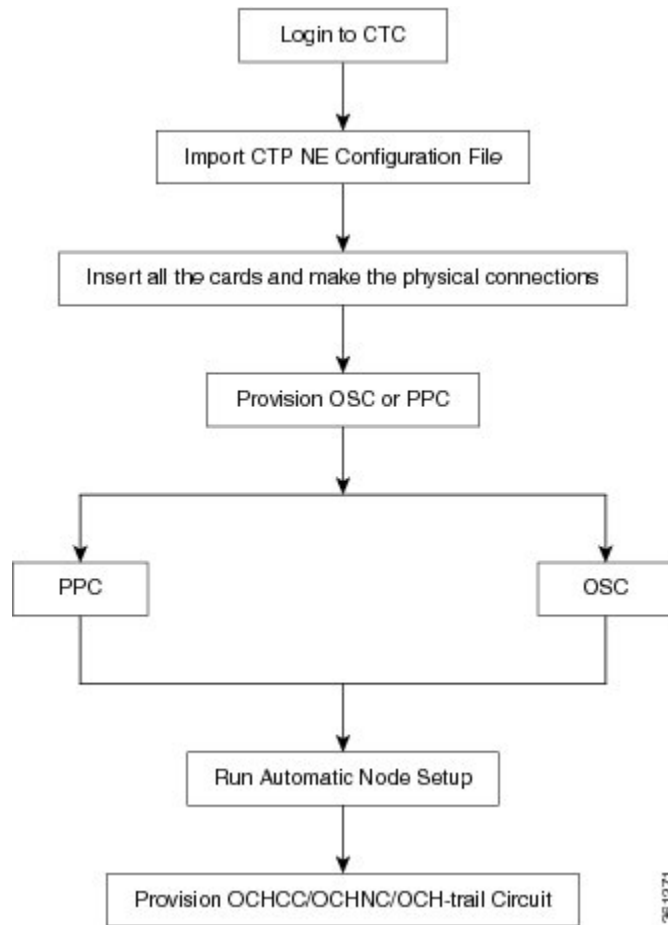 Login to CTC
Import CTP NE Configuration File
Insert all the cards and make the physical connections
Provision OSC or PPC
PPC
OSC
Run Automatic Node Setup
Provision OCHCC/OCHNC/OCH-trail Circuit
361271